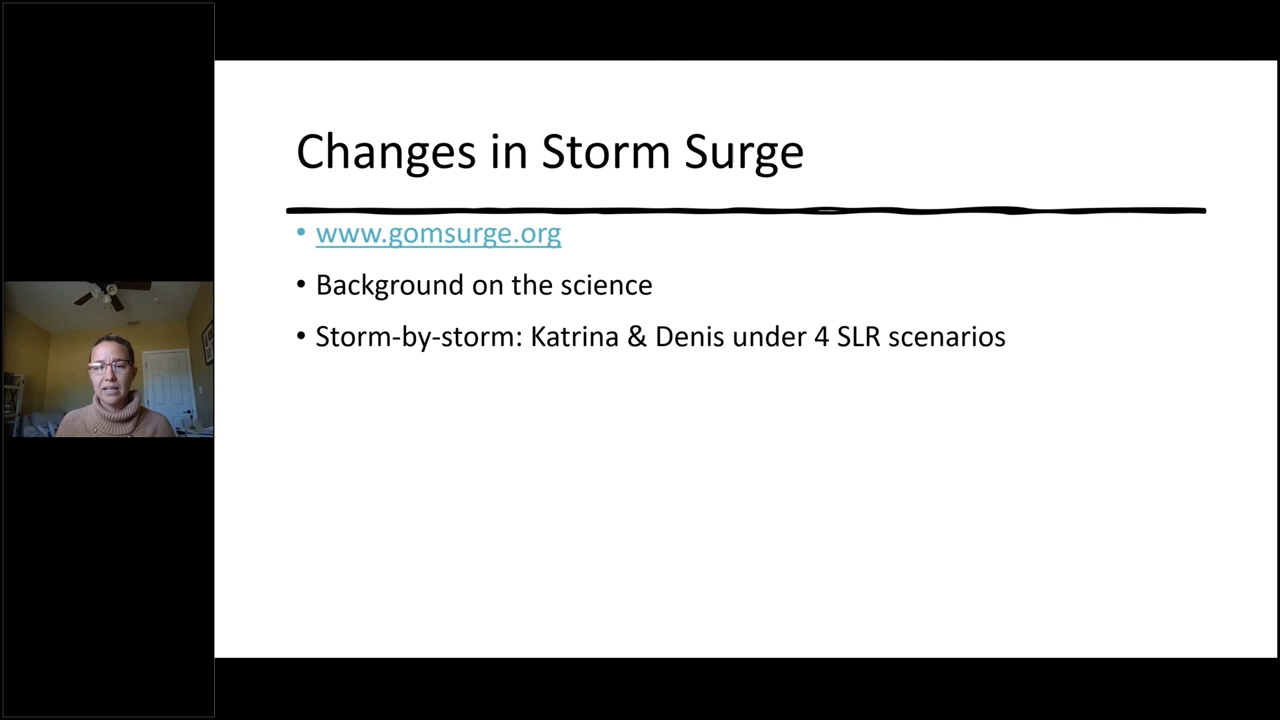 Changes in Storm Surge
• www.gomsurge.org
• Background on the science
• Storm-by-storm: Katrina & Denis under 4 SLR scenarios